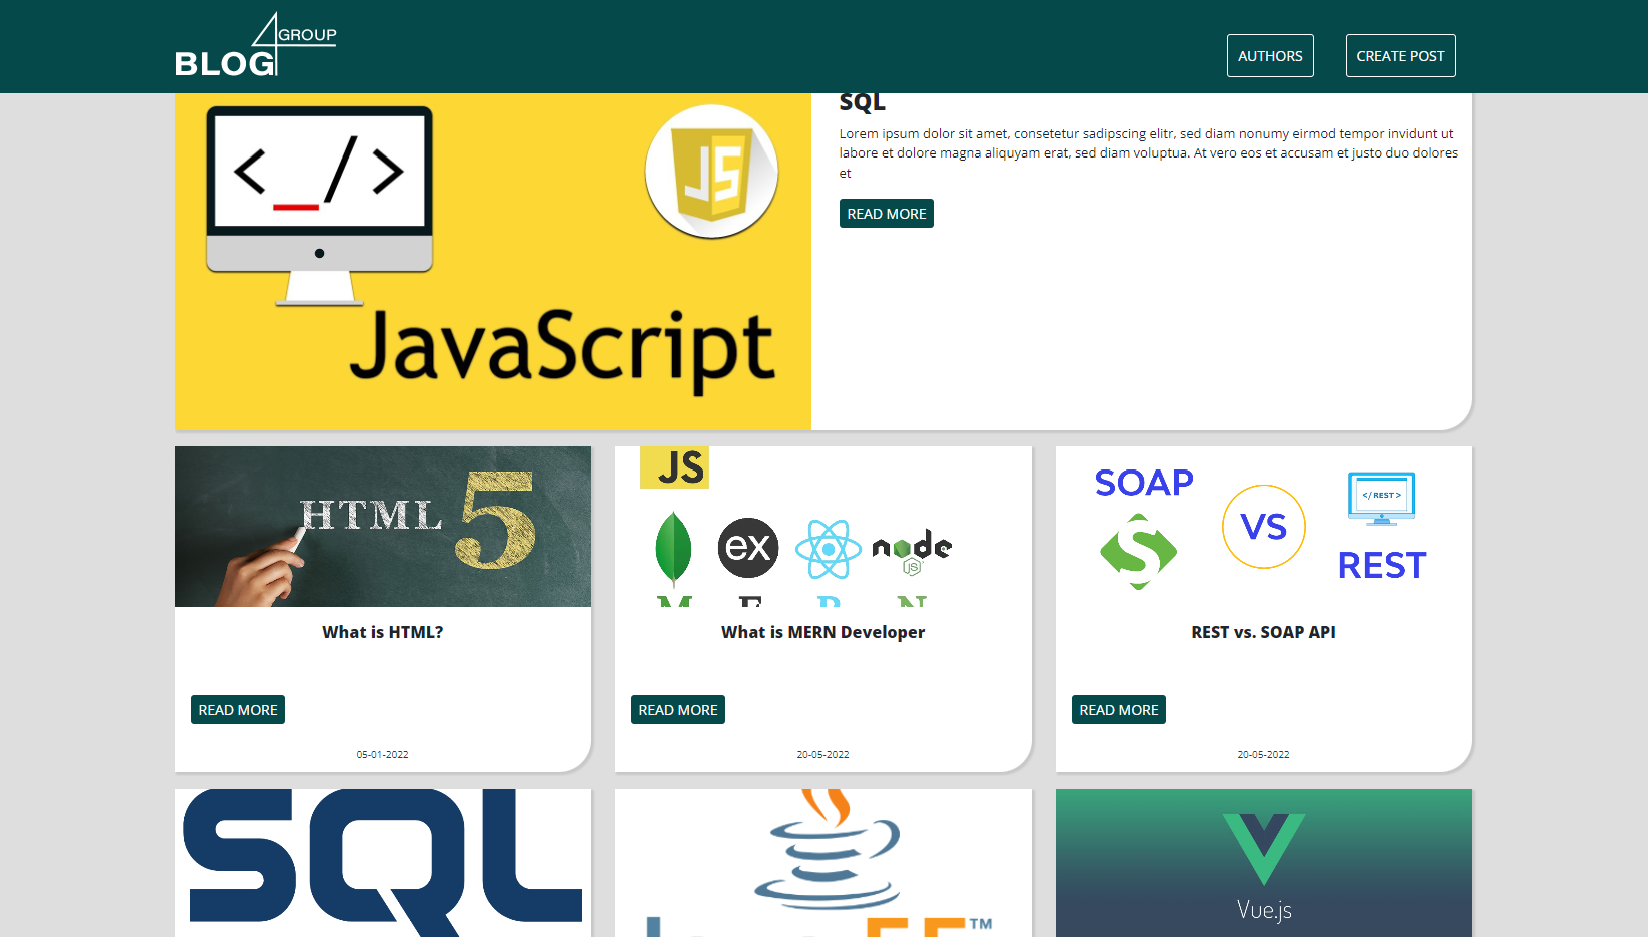 BLOG
4
GROUP
AUTHORS
CREATE POST
</>
JS
JavaScript
SQL
Lorem ipsum dolor sit amet, consetetur sadipscing elitr, sed diam nonumy eirmod tempor invidunt ut
labore et dolore magna aliquyam erat, sed diam voluptua. At vero eos et accusam et justo duo dolores
et
READ MORE
HTML 5
What is HTML?
READ MORE
05-01-2022
JS
ex
node
JS
M E R N
What is MERN Developer
READ MORE
20-05-2022
SOAP
VS
</ REST >
REST
REST vs. SOAP API
READ MORE
20-05-2022
SQL
TM
Vue.js